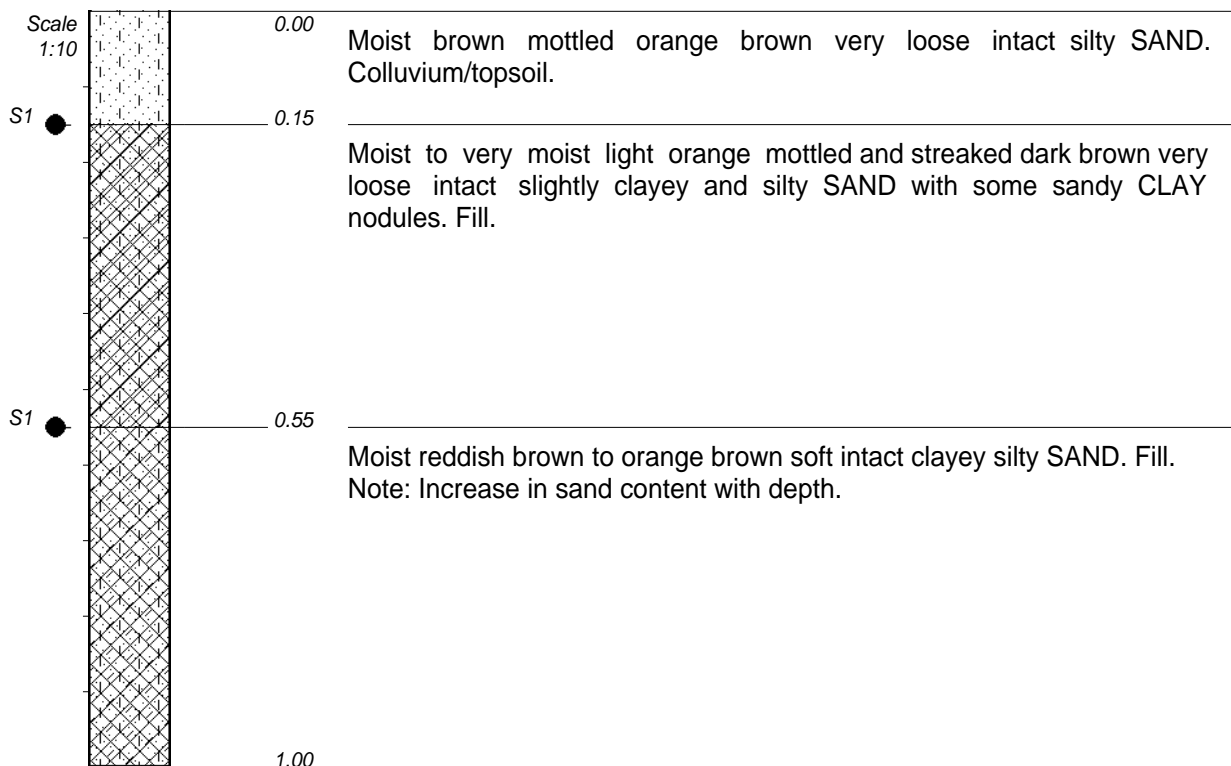 Scale
1:10
0.00
Moist brown mottled orange brown very loose intact silty SAND.
Colluvium/topsoil.
S1
0.15
Moist to very moist light orange mottled and streaked dark brown very
loose intact slightly clayey and silty SAND with some sandy CLAY
nodules. Fill.
S1
0.55
Moist reddish brown to orange brown soft intact clayey silty SAND. Fill.
Note: Increase in sand content with depth.
1.00